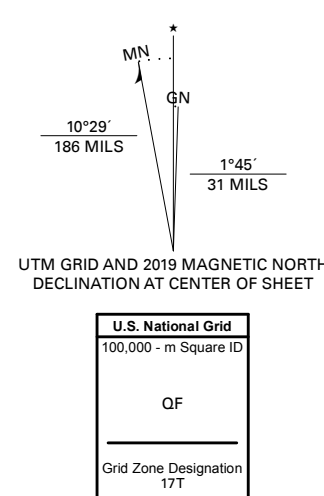 ★
MN
GN
10°29´
186 MILS
1°45´
31 MILS
UTM GRID AND 2019 MAGNETIC NORTH
DECLINATION AT CENTER OF SHEET
U.S. National Grid
100,000 - m Square ID
QF
Grid Zone Designation
17T